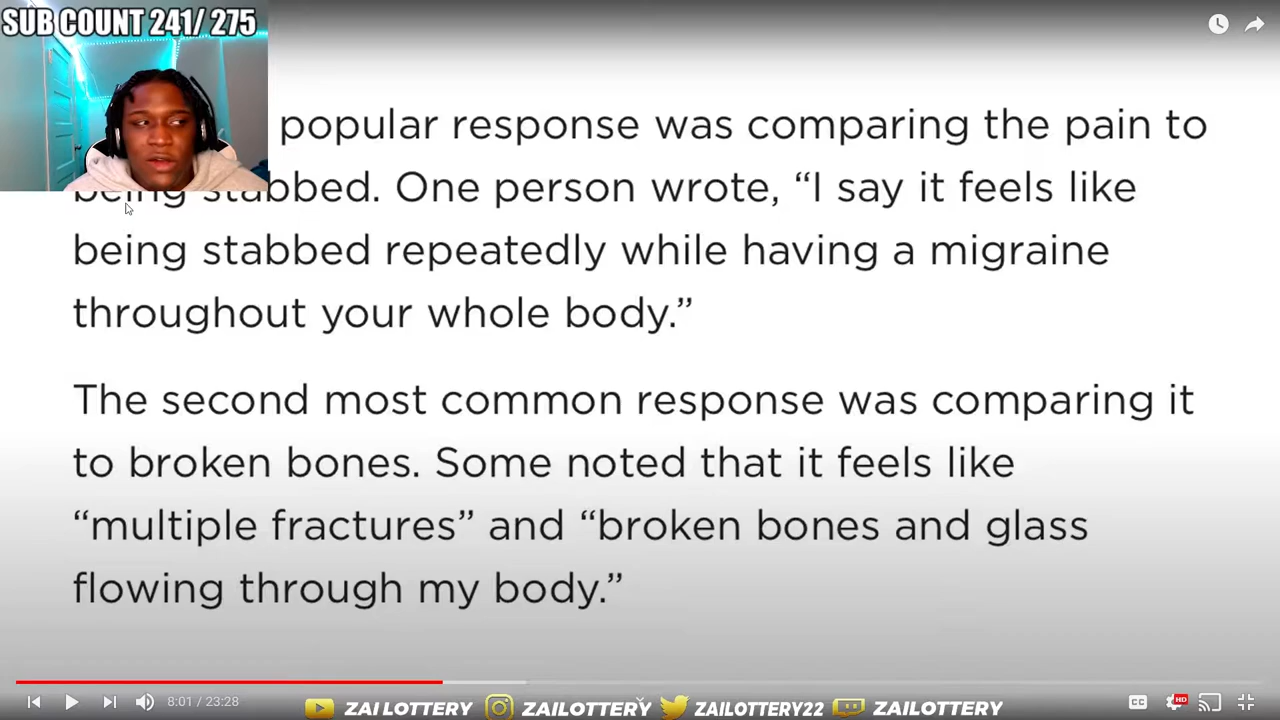 SUB COUNT 241/ 275
popular response was comparing the pain to
being stabbed. One person wrote, “I say it feels like
being stabbed repeatedly while having a migraine
throughout your whole body.”
The second most common response was comparing it
to broken bones. Some noted that it feels like
“multiple fractures” and “broken bones and glass
flowing through my body.”
8:01 / 23:28
CC
HD
ZAI LOTTERY ZAILOTTERY ZAILOTTERY22 ZAILOTTERY